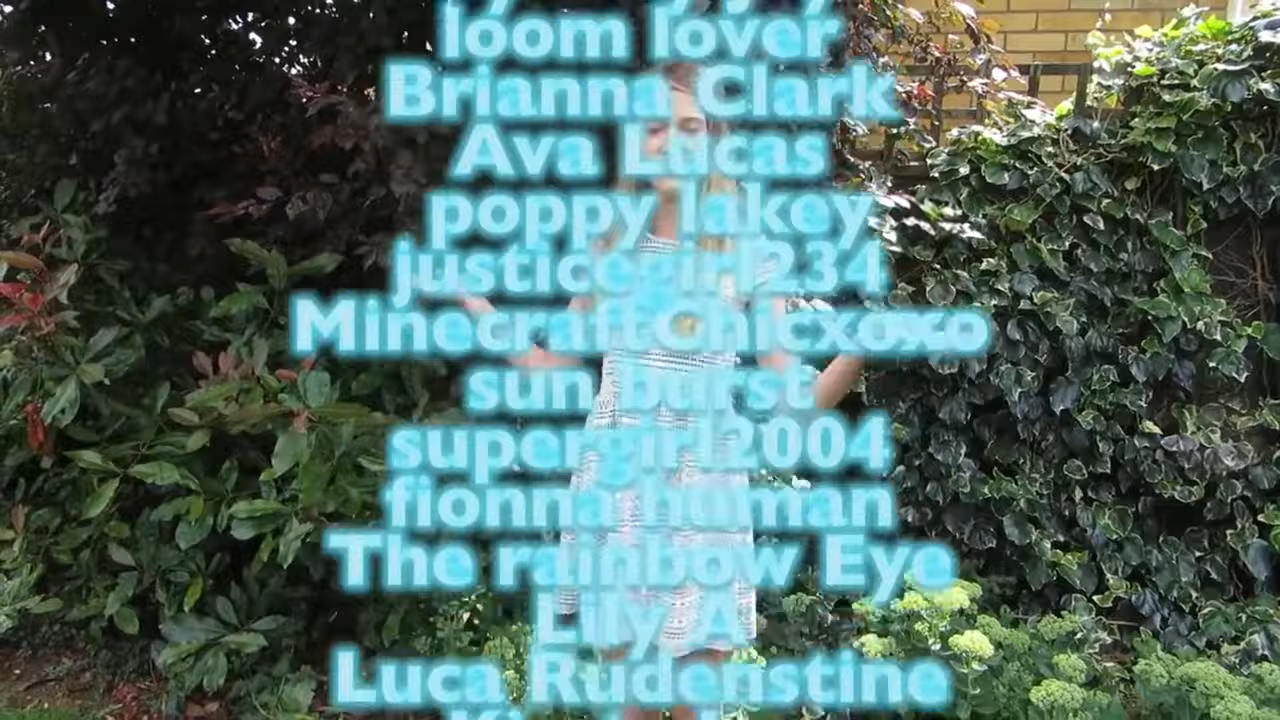 loom lover
Brianna Clark
Ava Lucas
poppy lakey
justicegirl234
MinecraftChicxoxo
sun burst
supergirl2004
fionna human
The rainbow Eye
Lily A
Luca Rudenstine